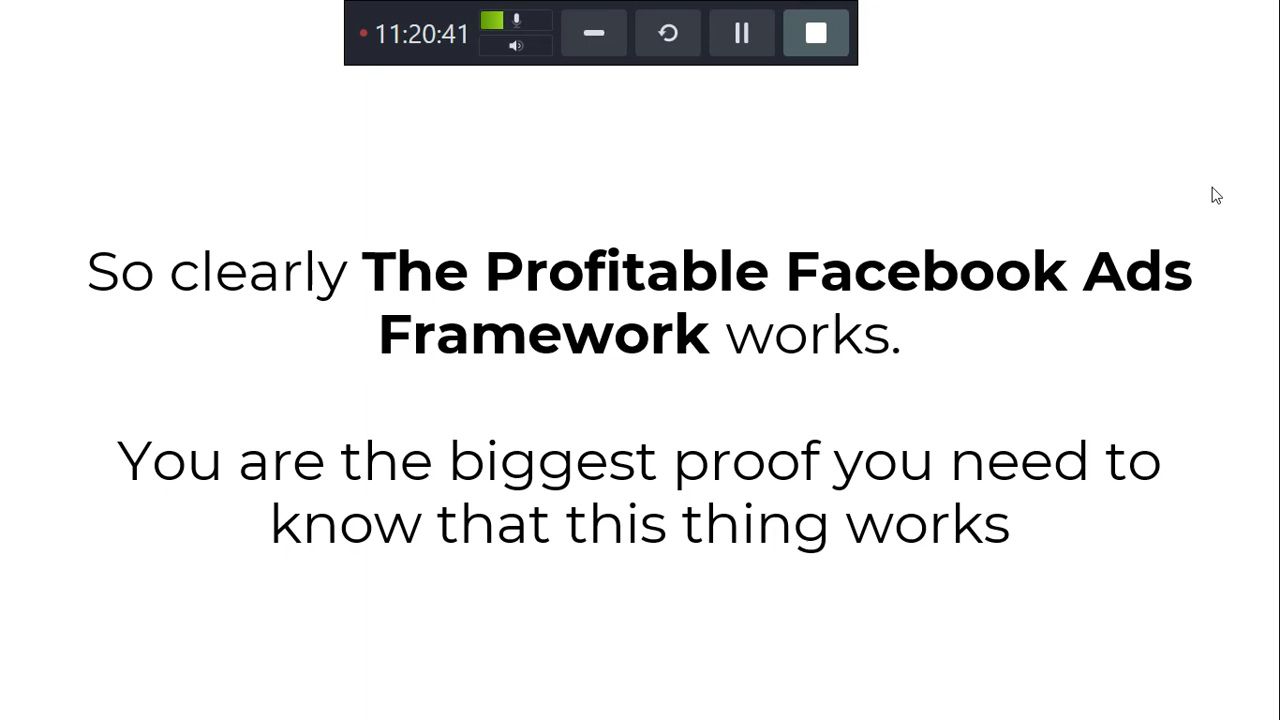 11:20:41
So clearly The Profitable Facebook Ads
Framework works.
You are the biggest proof you need to
know that this thing works